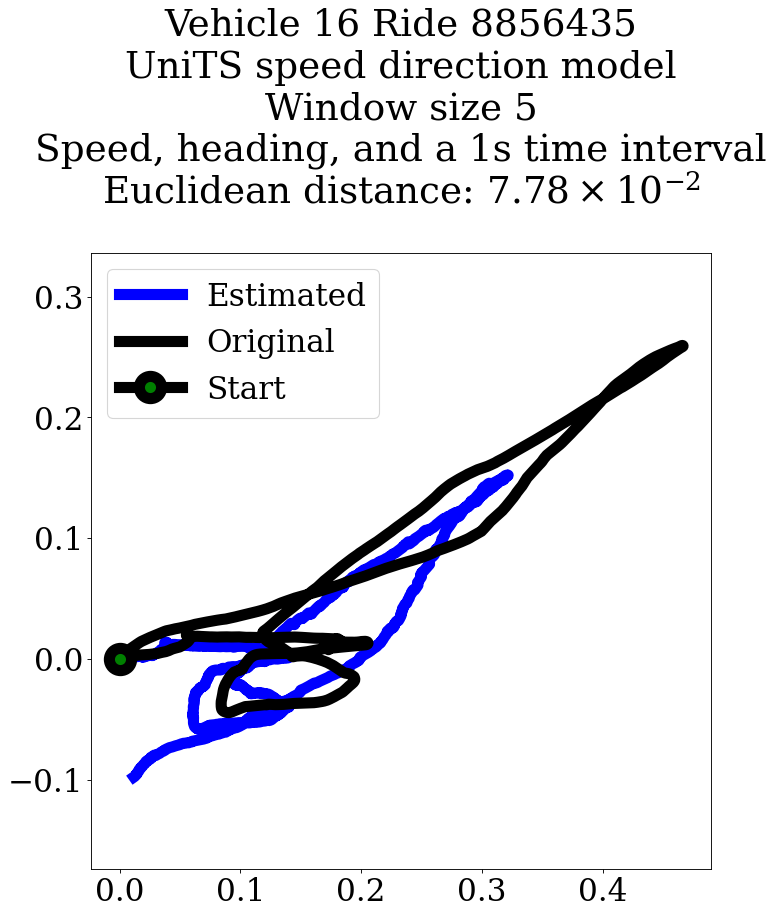 Vehicle 16 Ride 8856435
UniTS speed direction model
Window size 5
Speed, heading, and a 1s time interval
Euclidean distance: 7.78 × 10⁻²
Estimated
Original
Start
0.3
0.2
0.1
0.0
−0.1
0.0 0.1 0.2 0.3 0.4